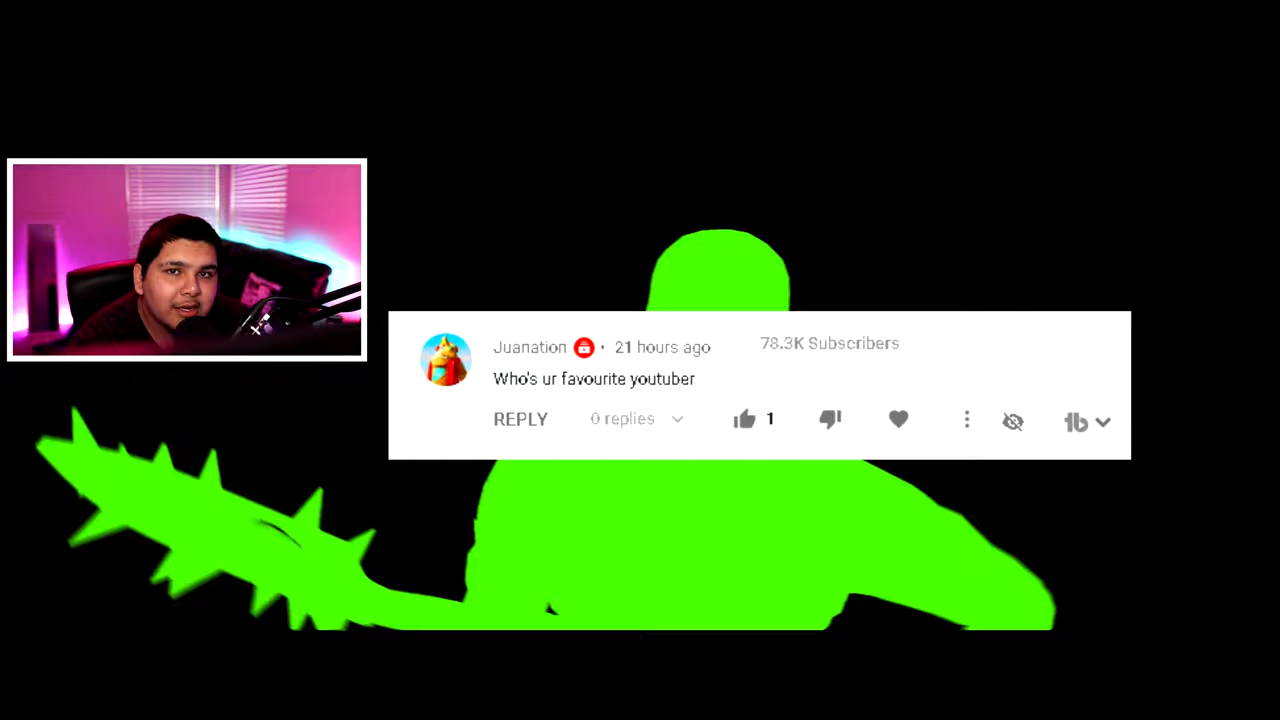 Juanation • 21 hours ago 78.3K Subscribers
Who's ur favourite youtuber
REPLY 0 replies 1